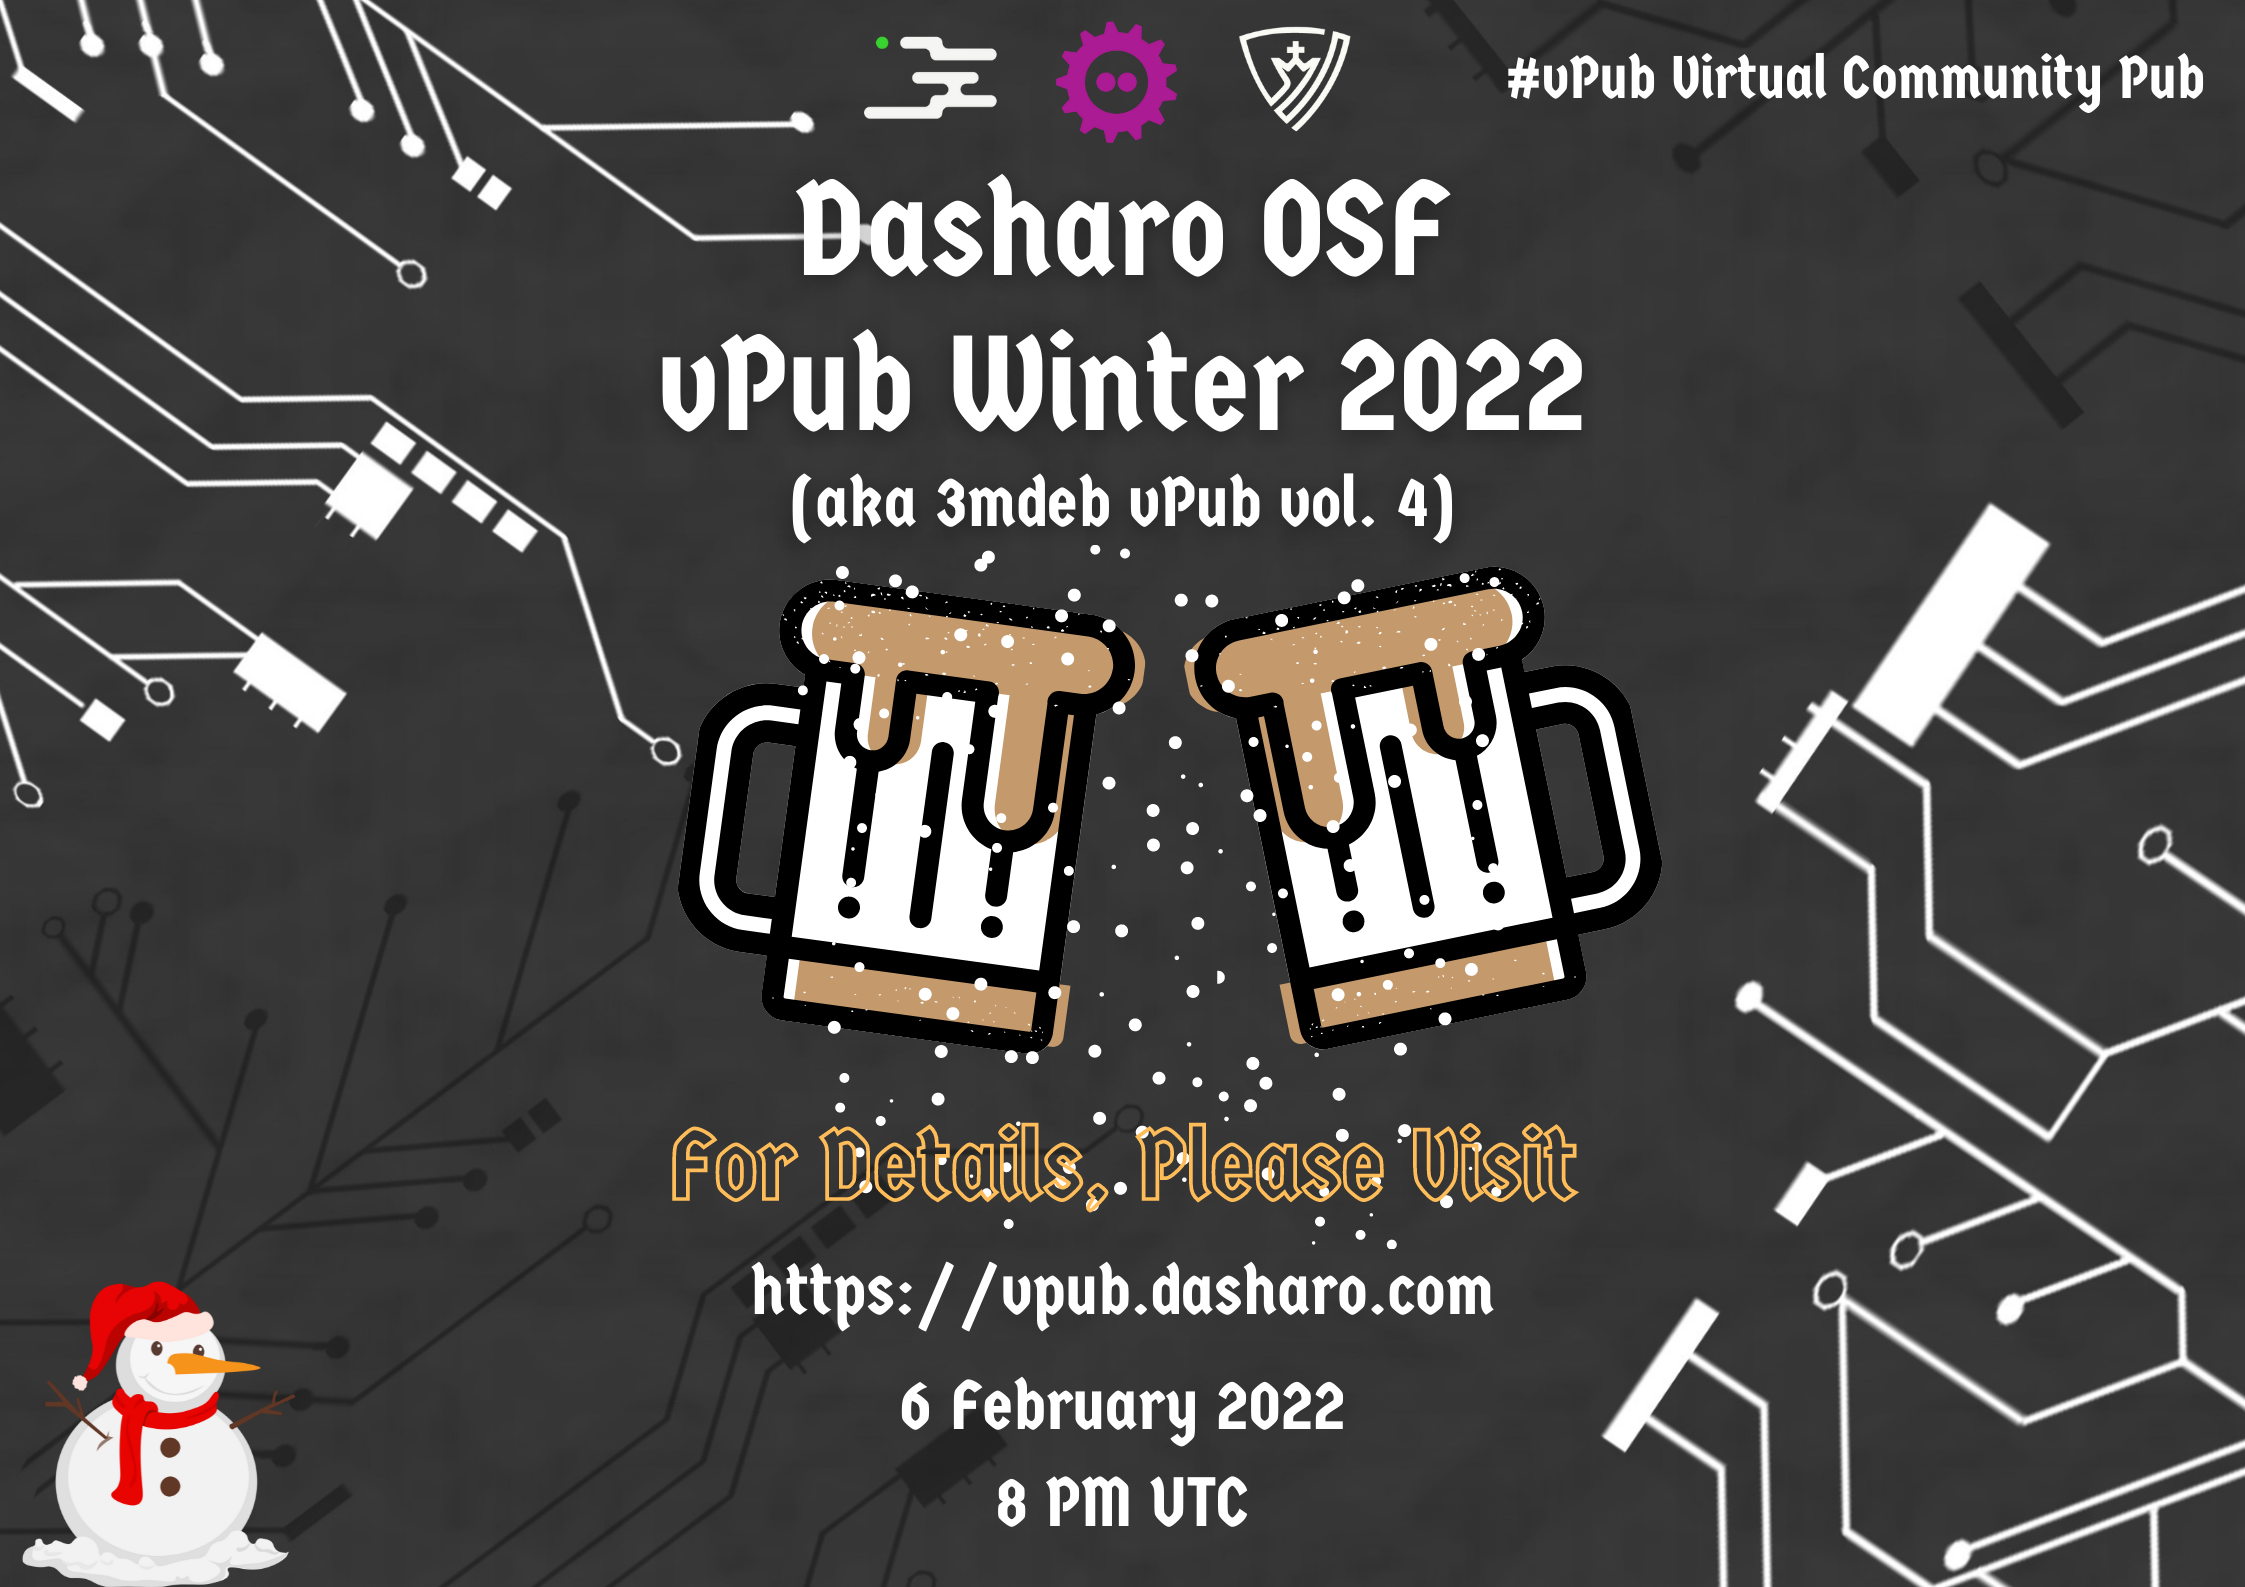 #vPub Virtual Community Pub
Dasharo OSF
vPub Winter 2022
(aka 3mdeb vPub vol. 4)
For Details, Please Visit
https://vpub.dasharo.com
6 February 2022
8 PM UTC